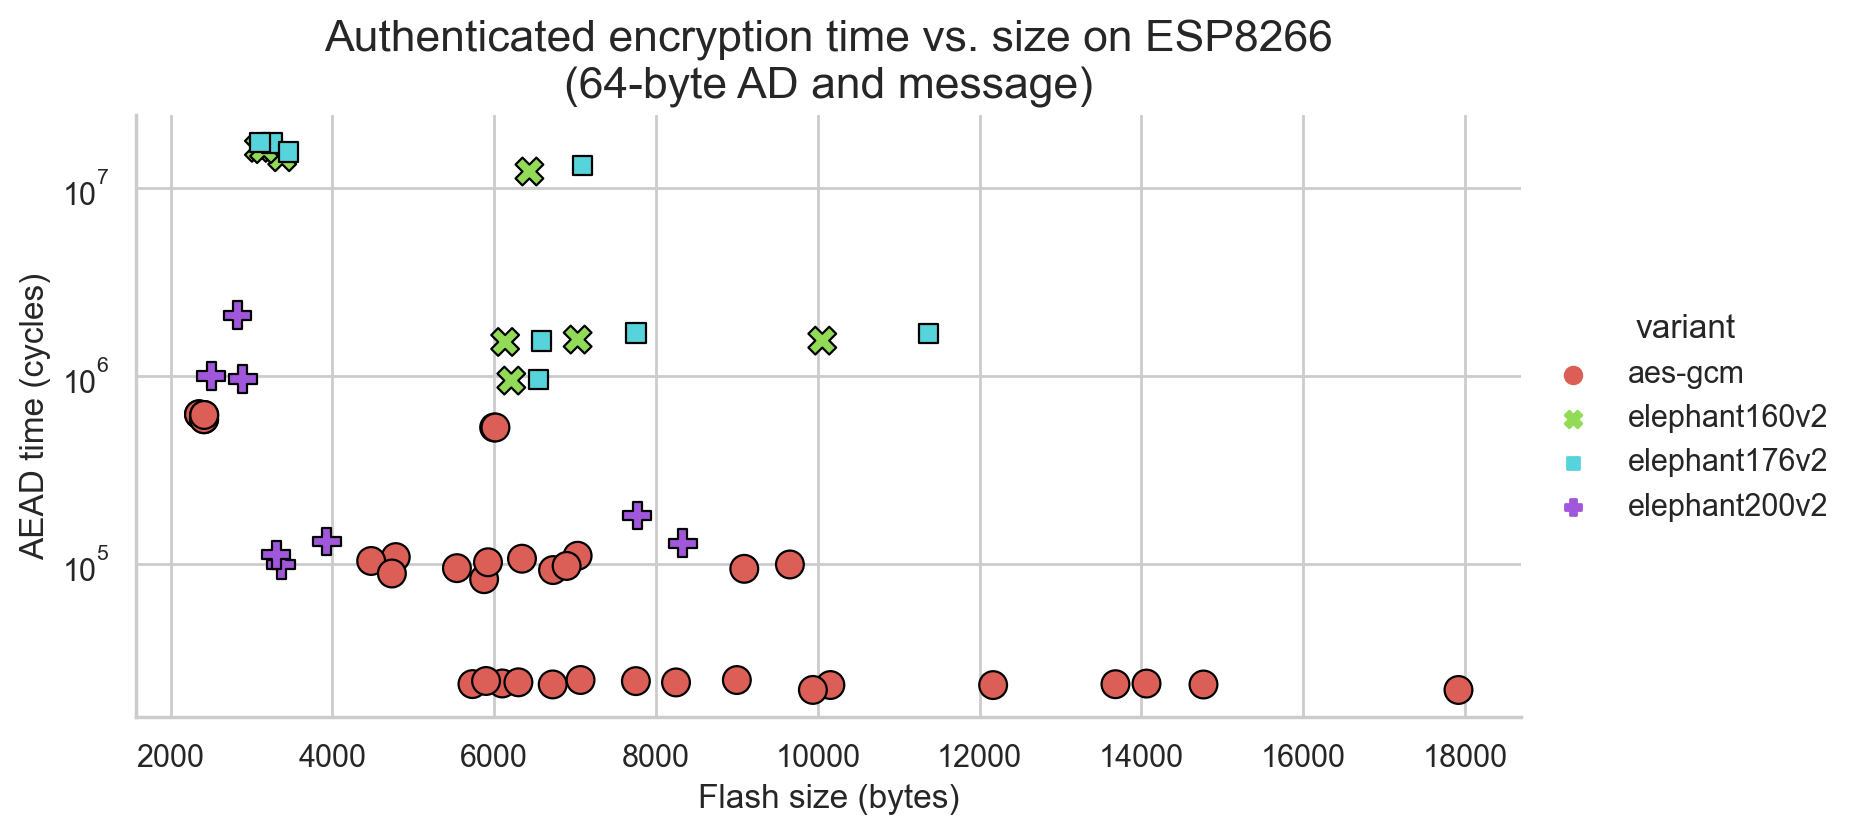 Authenticated encryption time vs. size on ESP8266
(64-byte AD and message)
AEAD time (cycles)
10^7
10^6
10^5
2000 4000 6000 8000 10000 12000 14000 16000 18000
Flash size (bytes)
variant
aes-gcm
elephant160v2
elephant176v2
elephant200v2